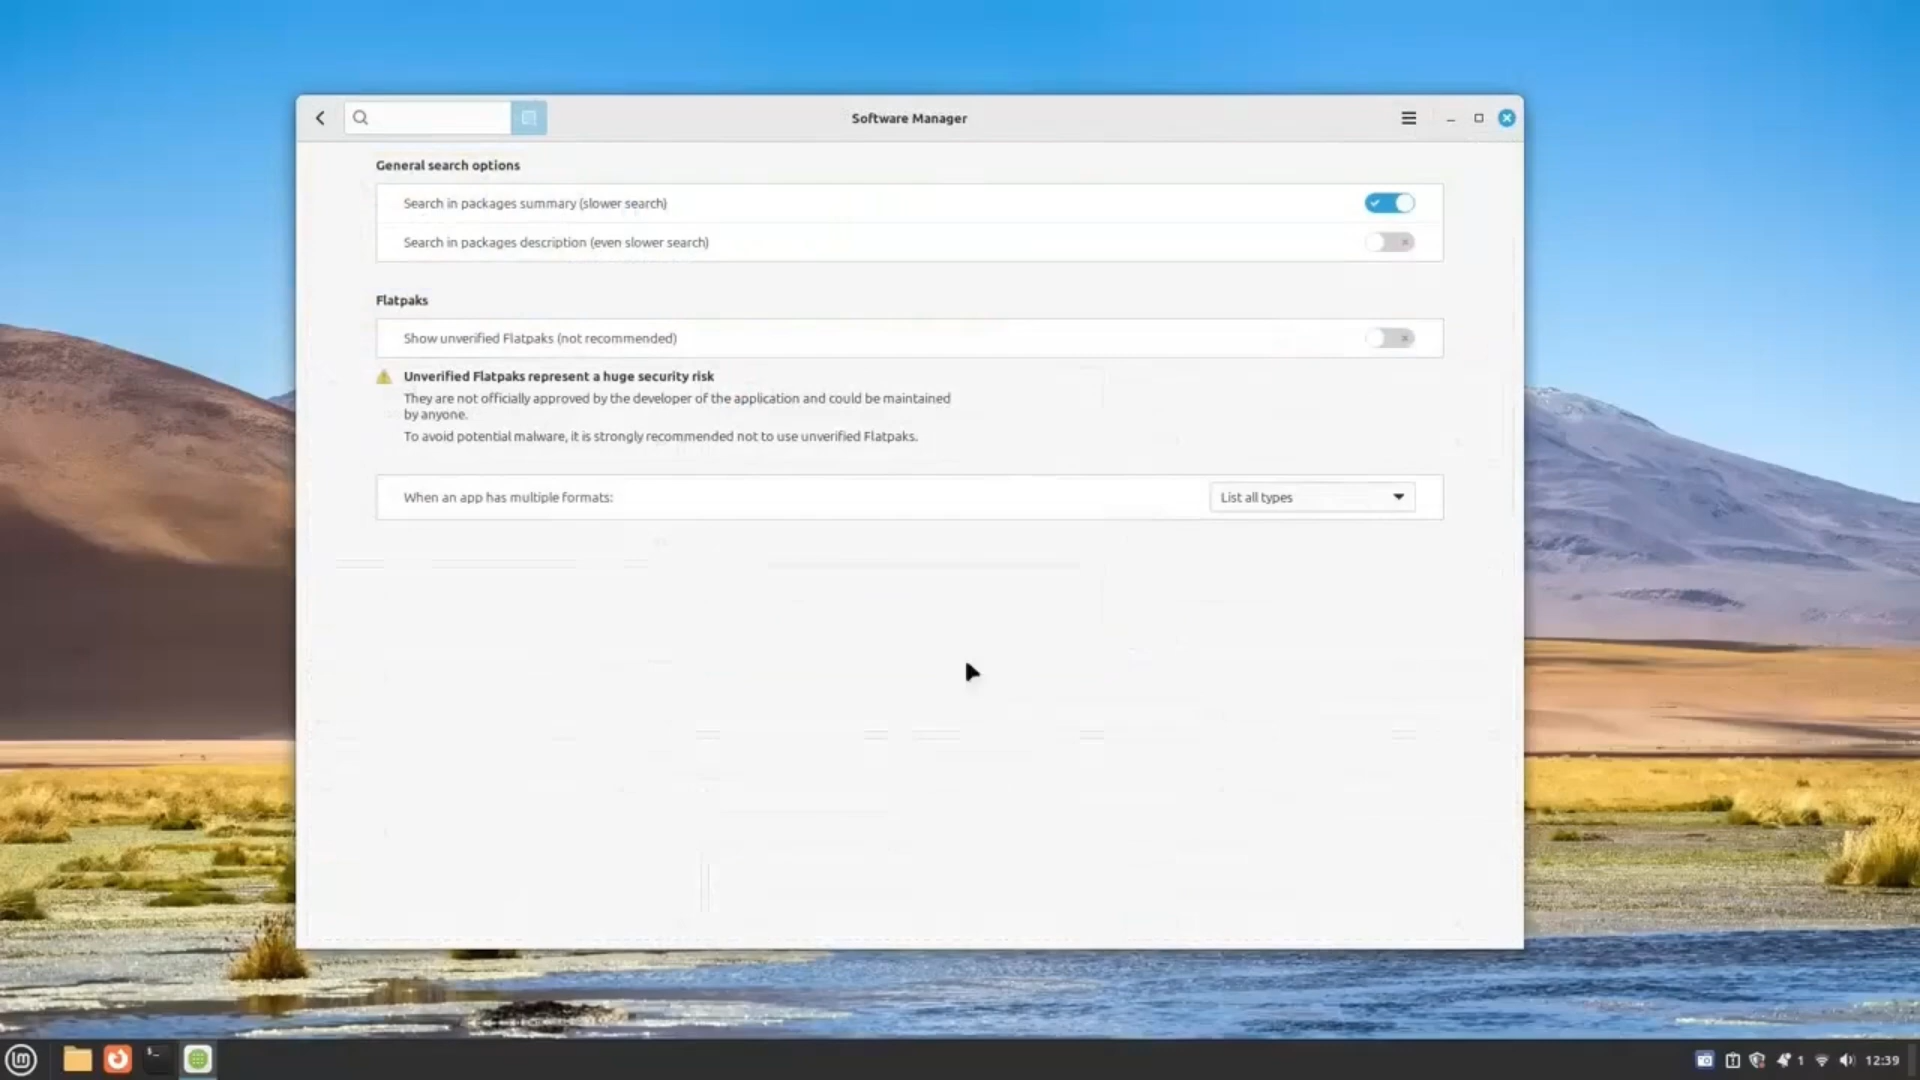 Software Manager
General search options
Search in packages summary (slower search)
Search in packages description (even slower search)
Flatpaks
Show unverified Flatpaks (not recommended)
Unverified Flatpaks represent a huge security risk
They are not officially approved by the developer of the application and could be maintained
by anyone.
To avoid potential malware, it is strongly recommended not to use unverified Flatpaks.
When an app has multiple formats:
List all types
1
12:39